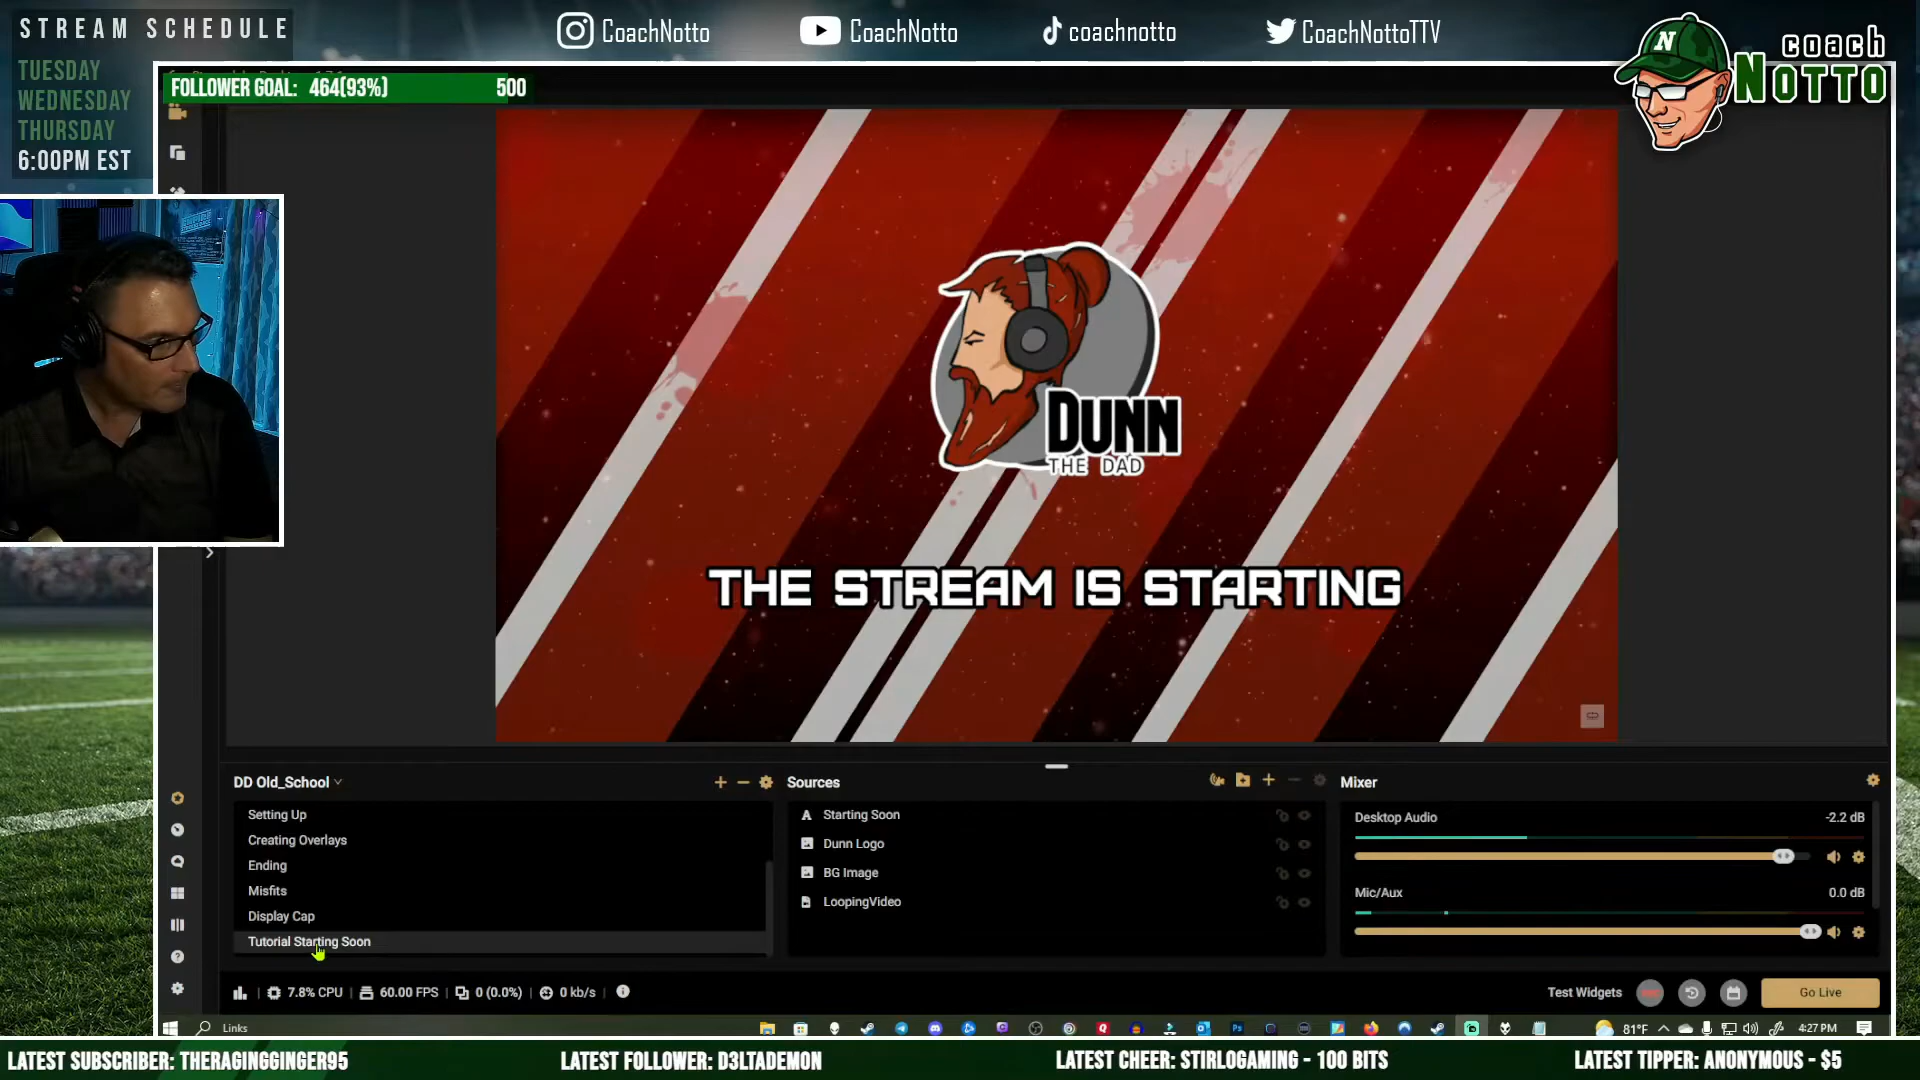 STREAM SCHEDULE
TUESDAY
WEDNESDAY
THURSDAY
6:00PM EST
CoachNotto
CoachNotto
coachnotto
CoachNottoTTV
N
coach
NOTTO
FOLLOWER GOAL: 464(93%) 500
DUNN
THE DAD
THE STREAM IS STARTING
DD Old_School
Setting Up
Creating Overlays
Ending
Misfits
Display Cap
Tutorial Starting Soon
Sources
Starting Soon
Dunn Logo
BG Image
LoopingVideo
Mixer
Desktop Audio -2.2 dB
Mic/Aux 0.0 dB
7.8% CPU
60.00 FPS
0 (0.0%)
0 kb/s
Test Widgets
Go Live
Links
81°F
4:27 PM
LATEST SUBSCRIBER: THERAGINGGINGER95
LATEST FOLLOWER: D3LTADEMON
LATEST CHEER: STIRLOGAMING - 100 BITS
LATEST TIPPER: ANONYMOUS - $5